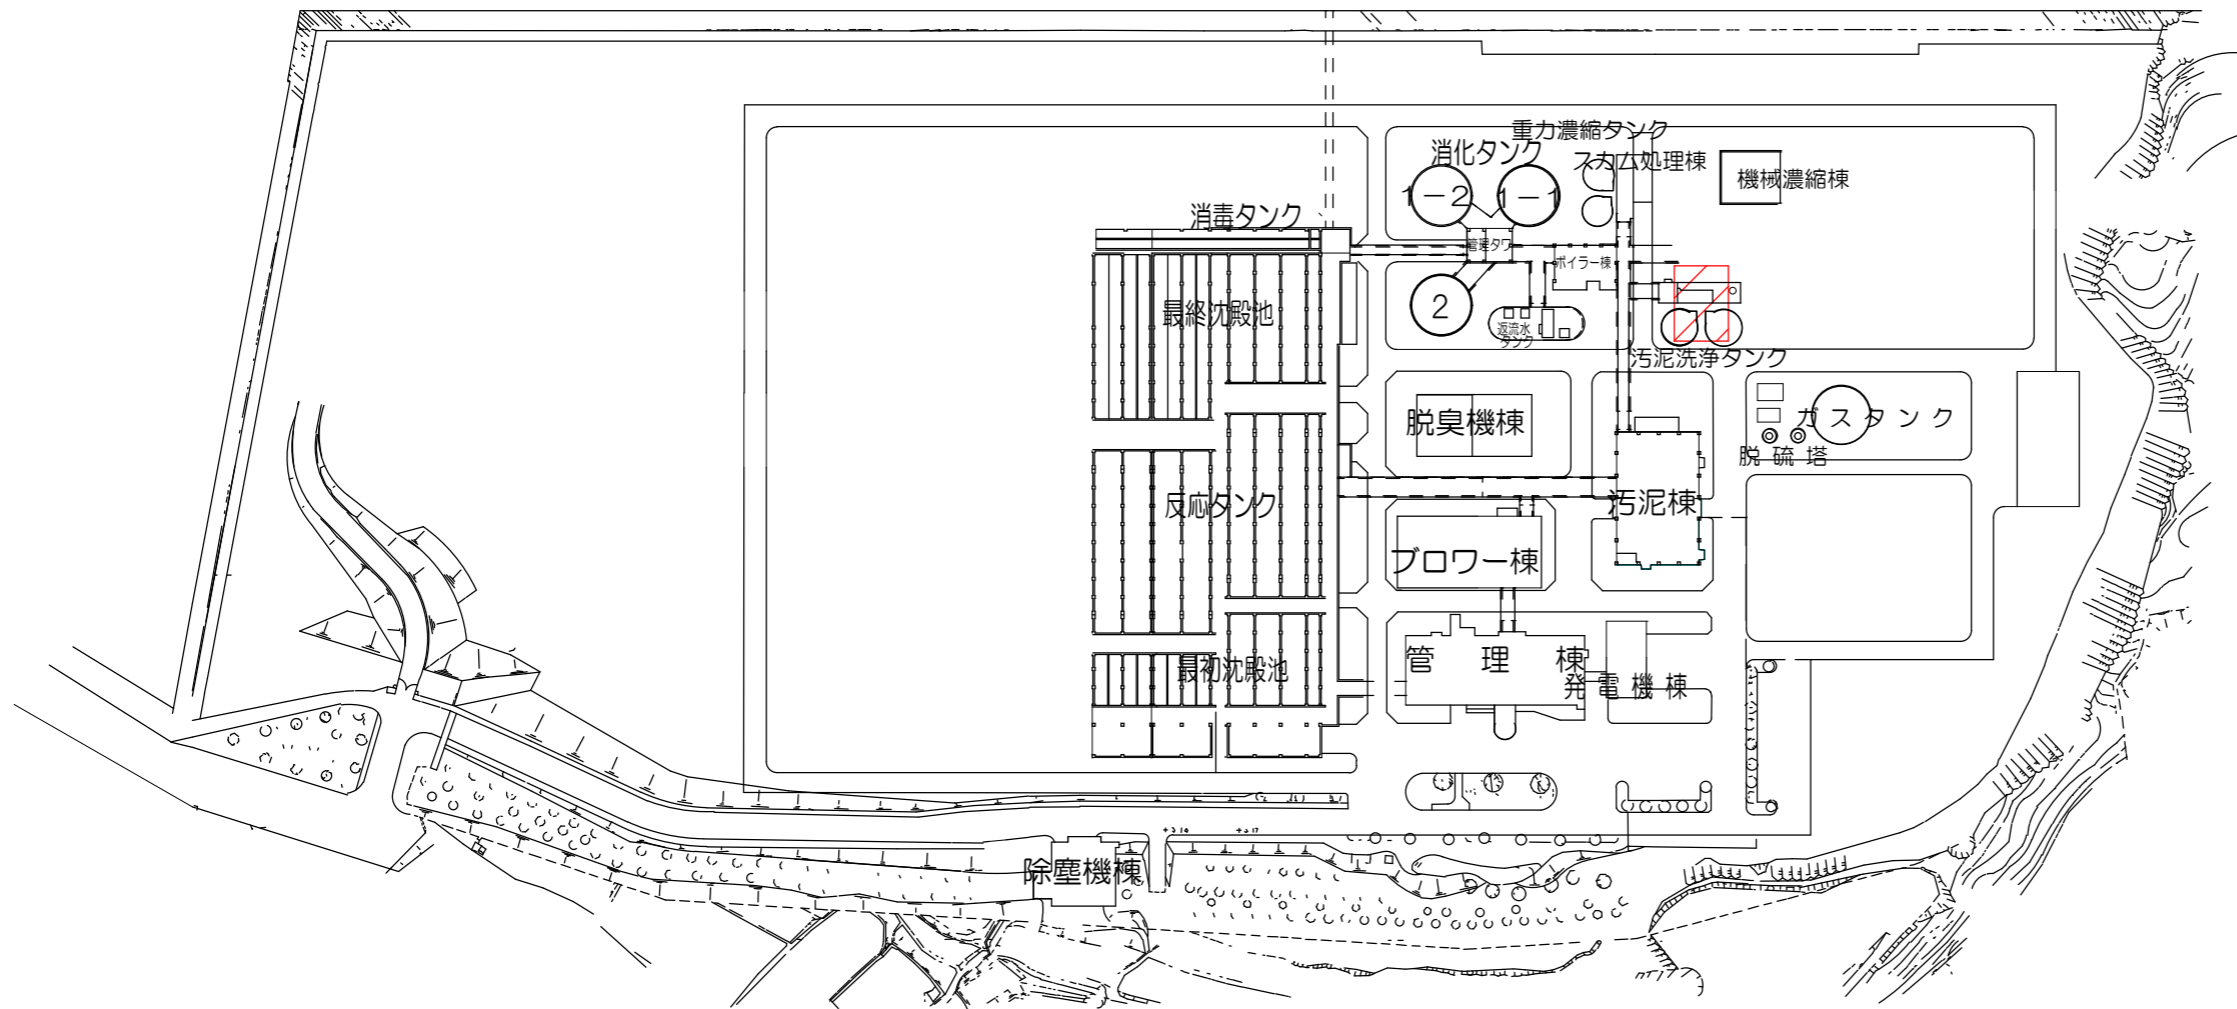 重力濃縮タンク
消化タンク
スカム処理棟
機械濃縮棟
1-2
1-1
消毒タンク
管理タワ
ボイラー棟
最終沈殿池
2
返流水
タンク
汚泥洗浄タンク
脱臭機棟
ガスタンク
脱硫塔
反応タンク
汚泥棟
ブロワー棟
管理棟
最初沈殿池
発電機棟
除塵機棟